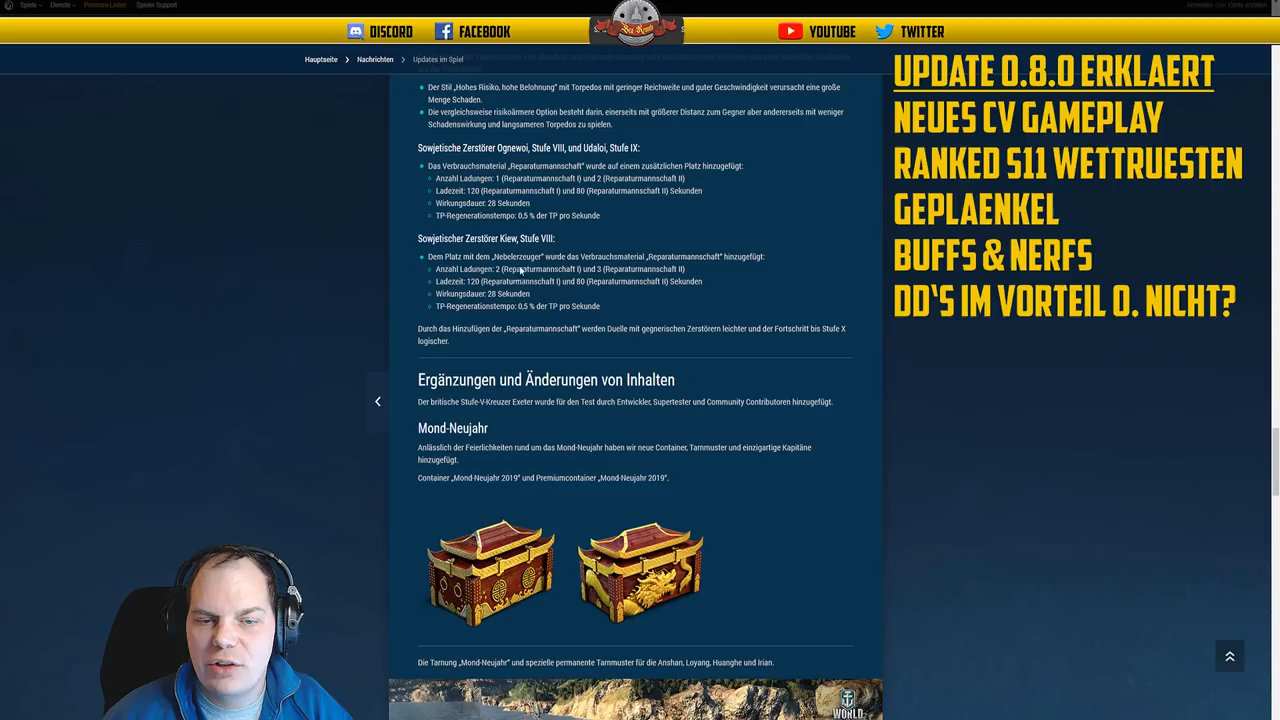 Spiele
Dienste
Premium-Laden
Spieler Support
Anmelden oder Konto erstellen
DISCORD
FACEBOOK
YOUTUBE
TWITTER
Hauptseite
Nachrichten
Updates im Spiel
UPDATE 0.8.0 ERKLAERT
NEUES CV GAMEPLAY
RANKED S11 WETTRUESTEN
GEPLAENKEL
BUFFS & NERFS
DD'S IM VORTEIL O. NICHT?
Der Stil „Hohes Risiko, hohe Belohnung" mit Torpedos mit geringer Reichweite und guter Geschwindigkeit verursacht eine große
Menge Schaden.
Die vergleichsweise risikoärmere Option besteht darin, einerseits mit größerer Distanz zum Gegner aber andererseits mit weniger
Schadenswirkung und langsameren Torpedos zu spielen.
Sowjetische Zerstörer Ognewoi, Stufe VIII, und Udaloi, Stufe IX:
Das Verbrauchsmaterial „Reparaturmannschaft" wurde auf einem zusätzlichen Platz hinzugefügt:
Anzahl Ladungen: 1 (Reparaturmannschaft I) und 2 (Reparaturmannschaft II)
Ladezeit: 120 (Reparaturmannschaft I) und 80 (Reparaturmannschaft II) Sekunden
Wirkungsdauer: 28 Sekunden
TP-Regenerationstempo: 0,5 % der TP pro Sekunde
Sowjetischer Zerstörer Kiew, Stufe VIII:
Dem Platz mit dem „Nebelerzeuger" wurde das Verbrauchsmaterial „Reparaturmannschaft" hinzugefügt:
Anzahl Ladungen: 2 (Reparaturmannschaft I) und 3 (Reparaturmannschaft II)
Ladezeit: 120 (Reparaturmannschaft I) und 80 (Reparaturmannschaft II) Sekunden
Wirkungsdauer: 28 Sekunden
TP-Regenerationstempo: 0,5 % der TP pro Sekunde
Durch das Hinzufügen der „Reparaturmannschaft" werden Duelle mit gegnerischen Zerstörern leichter und der Fortschritt bis Stufe X
logischer.
Ergänzungen und Änderungen von Inhalten
Der britische Stufe-V-Kreuzer Exeter wurde für den Test durch Entwickler, Supertester und Community Contributoren hinzugefügt.
Mond-Neujahr
Anlässlich der Feierlichkeiten rund um das Mond-Neujahr haben wir neue Container, Tarnmuster und einzigartige Kapitäne
hinzugefügt.
Container „Mond-Neujahr 2019" und Premiumcontainer „Mond-Neujahr 2019".
Die Tarnung „Mond-Neujahr" und spezielle permanente Tarnmuster für die Anshan, Loyang, Huanghe und Irian.
WORLD